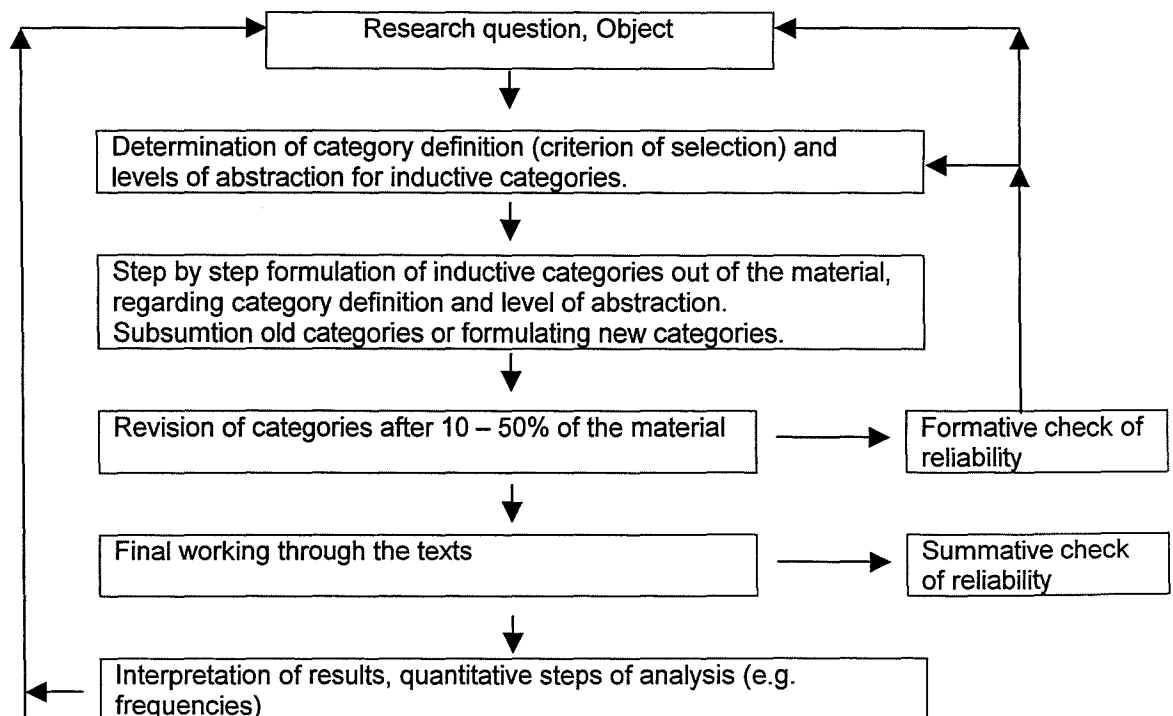 Research question, Object
Determination of category definition (criterion of selection) and
levels of abstraction for inductive categories.
Step by step formulation of inductive categories out of the material,
regarding category definition and level of abstraction.
Subsumtion old categories or formulating new categories.
Revision of categories after 10 – 50% of the material
Formative check of
reliability
Final working through the texts
Summative check
of reliability
Interpretation of results, quantitative steps of analysis (e.g.
frequencies)